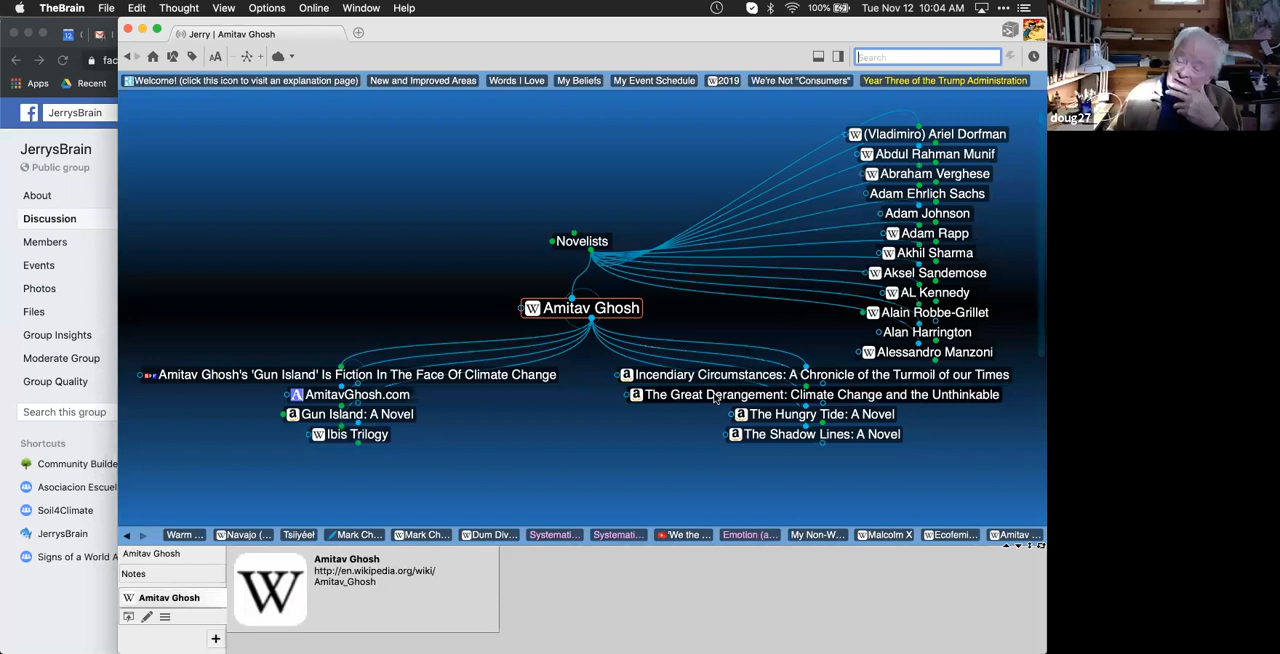 TheBrain File Edit Thought View Options Online Window Help 100% Tue Nov 12 10:04 AM
Jerry | Amitav Ghosh
Apps Recent
AA Search
Welcome! (click this icon to visit an explanation page) New and Improved Areas Words I Love My Beliefs My Event Schedule W 2019 We're Not "Consumers" Year Three of the Trump Administration
JerrysBrain
JerrysBrain
Public group
About
Discussion
Members
Events
Photos
Files
Group Insights
Moderate Group
Group Quality
Search this group
Shortcuts
Community Builde
Asociacion Escuel
Soil4Climate
JerrysBrain
Signs of a World A
W (Vladimiro) Ariel Dorfman
W Abdul Rahman Munif
W Abraham Verghese
Adam Ehrlich Sachs
Adam Johnson
W Adam Rapp
W Akhil Sharma
W Aksel Sandemose
W AL Kennedy
W Alain Robbe-Grillet
Alan Harrington
W Alessandro Manzoni
Novelists
W Amitav Ghosh
Amitav Ghosh's 'Gun Island' Is Fiction In The Face Of Climate Change
A AmitavGhosh.com
a Gun Island: A Novel
W Ibis Trilogy
a Incendiary Circumstances: A Chronicle of the Turmoil of our Times
a The Great Derangement: Climate Change and the Unthinkable
a The Hungry Tide: A Novel
a The Shadow Lines: A Novel
Warm ... W Navajo (... Tsiiyéeł Mark Ch... W Mark Ch... W Dum Div... Systemati... Systemati... 'We the ... Emotion (a... My Non-W... W Malcolm X W Ecofemi... W Amitav ...
Amitav Ghosh
Notes
W Amitav Ghosh
W
Amitav Ghosh
http://en.wikipedia.org/wiki/
Amitav_Ghosh
doug27